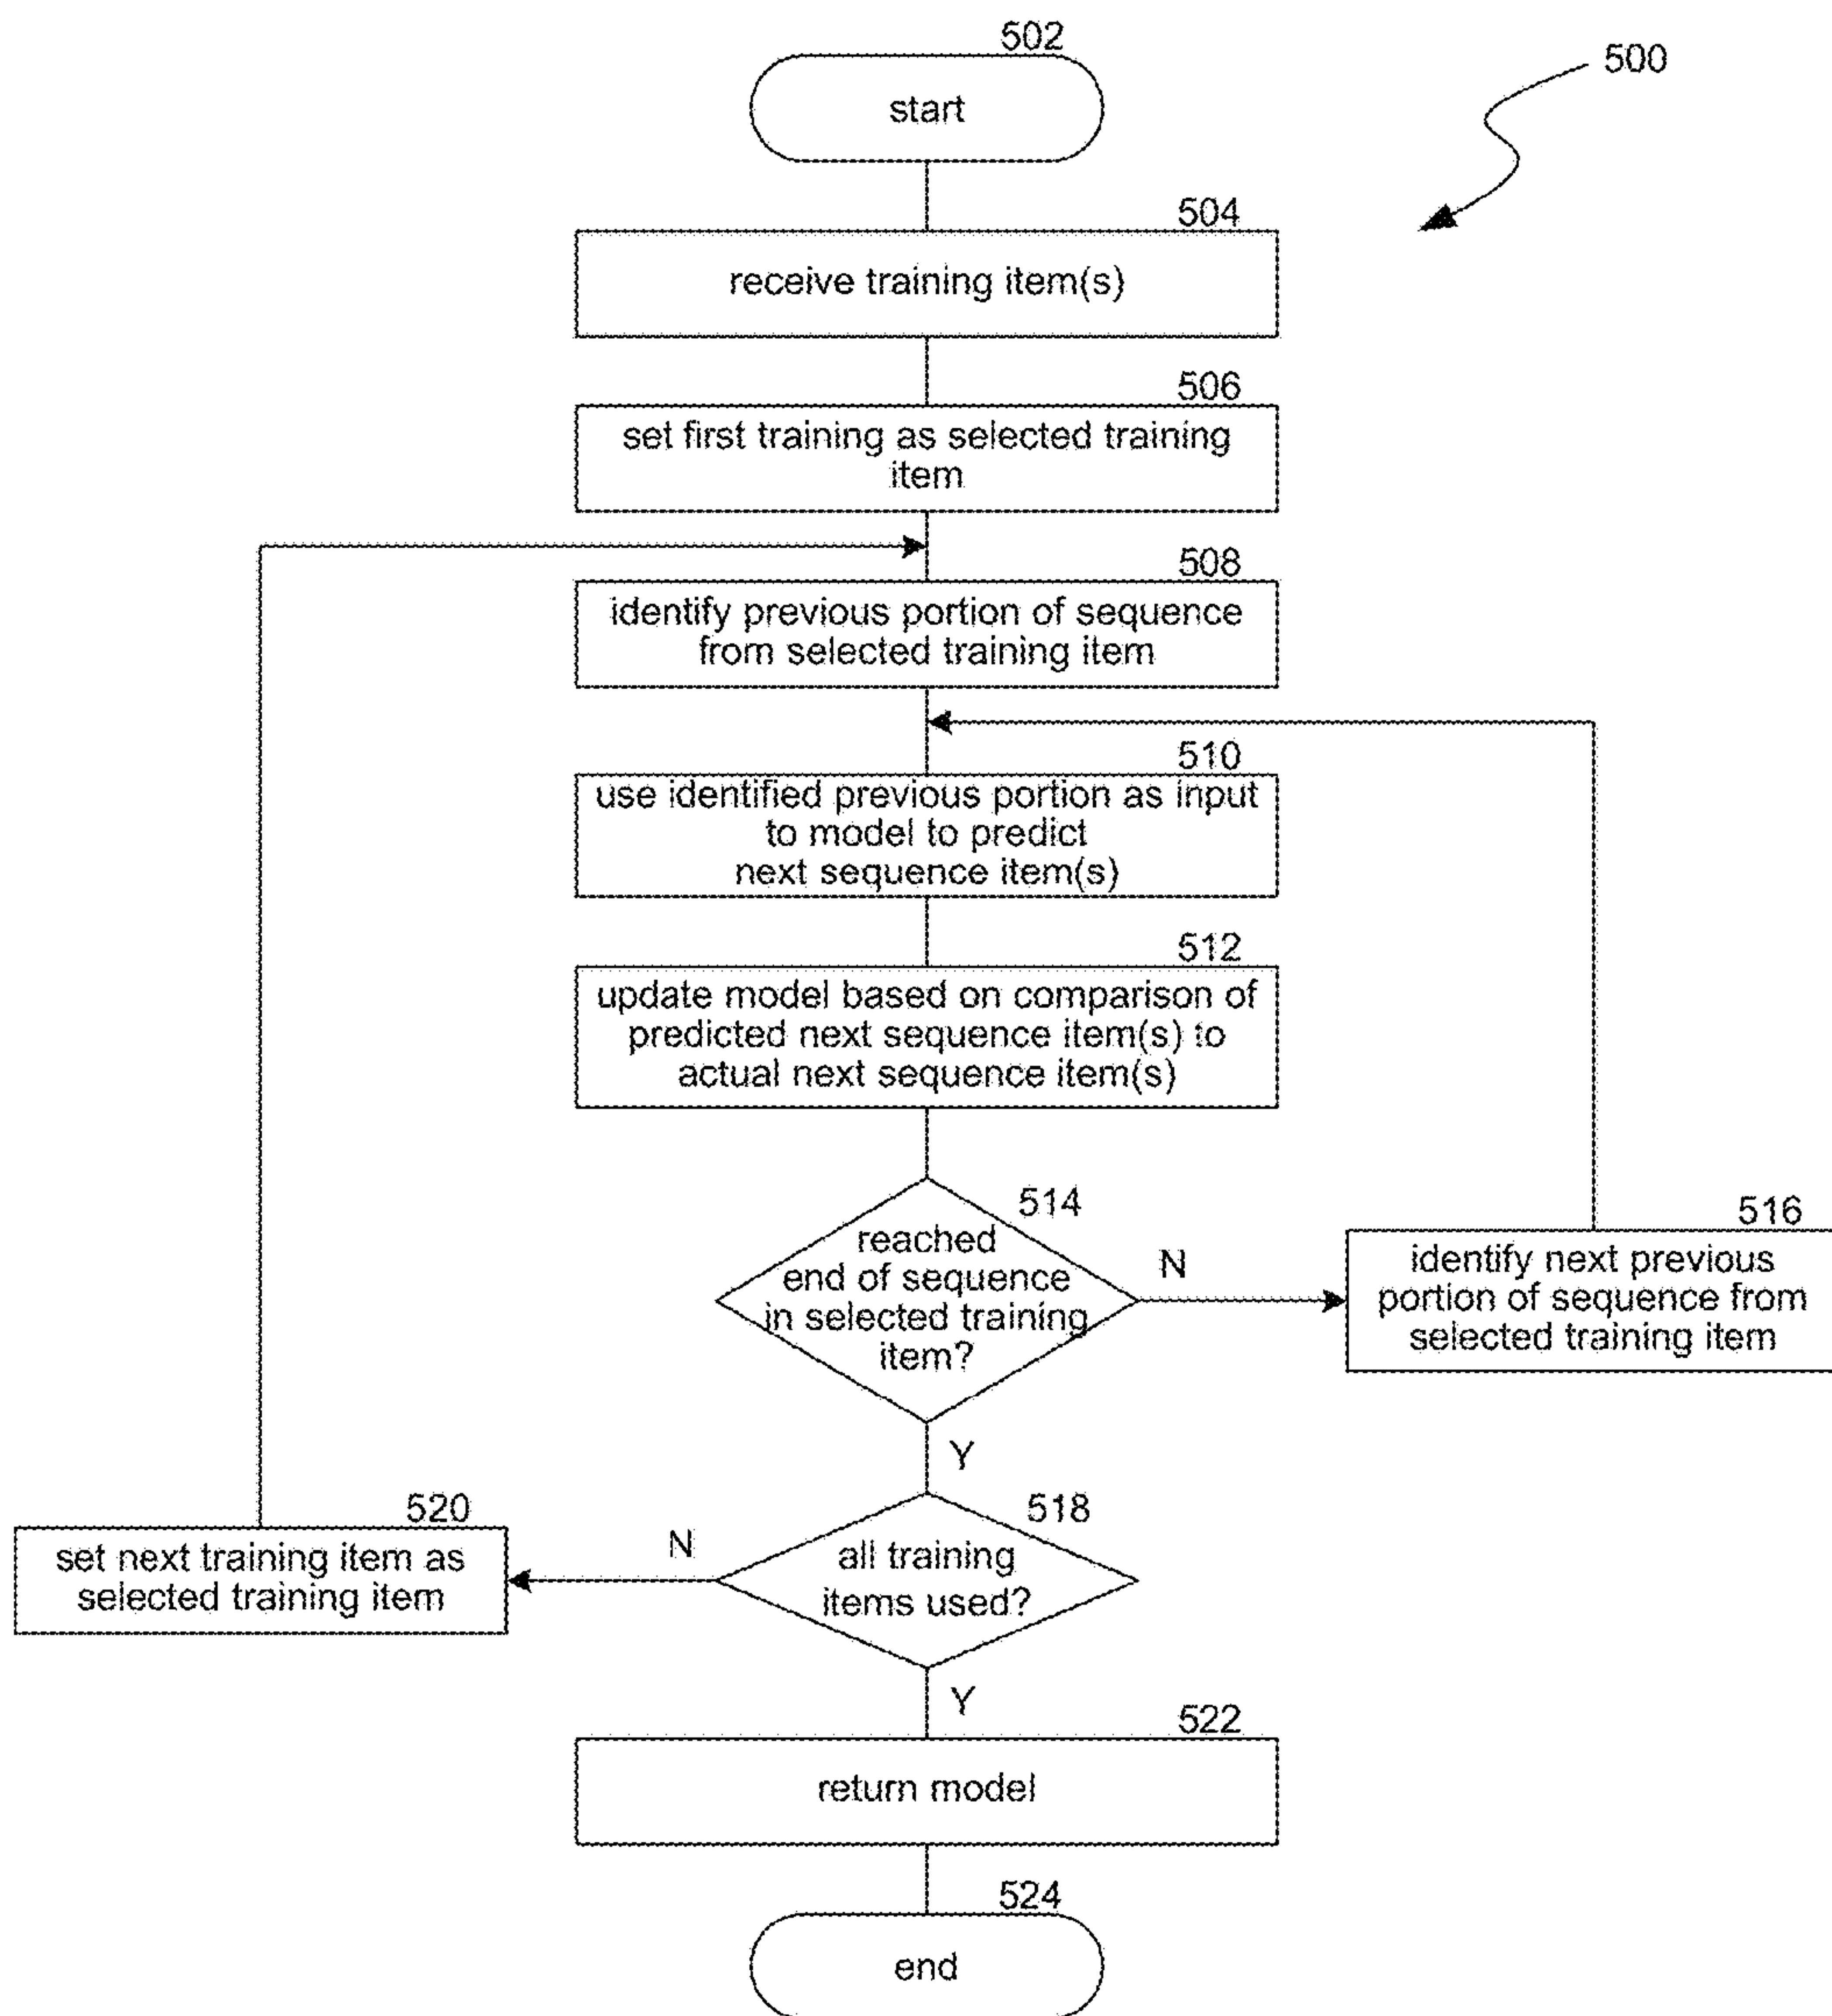 502
start
500
504
receive training item(s)
506
set first training as selected training
item
508
identify previous portion of sequence
from selected training item
510
use identified previous portion as input
to model to predict
next sequence item(s)
512
update model based on comparison of
predicted next sequence item(s) to
actual next sequence item(s)
514
reached
end of sequence
in selected training
item?
N
516
identify next previous
portion of sequence from
selected training item
Y
518
all training
items used?
N
520
set next training item as
selected training item
Y
522
return model
524
end